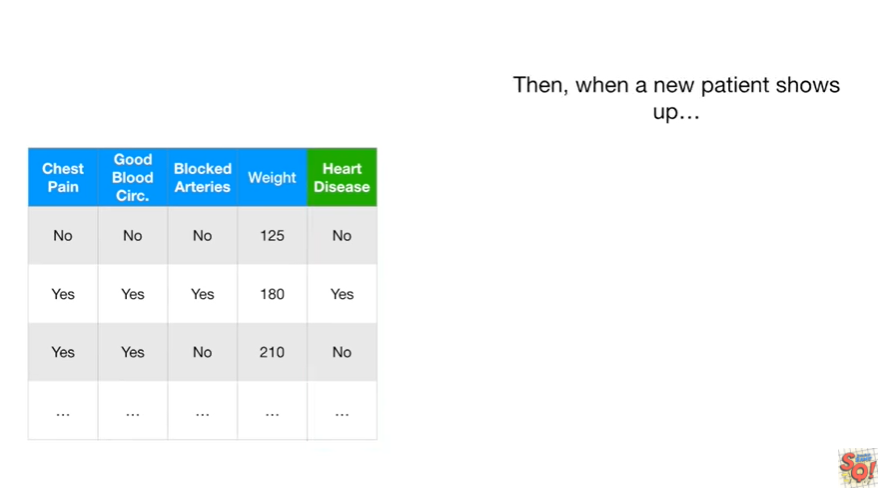 Then, when a new patient shows
up…
Chest Pain Good Blood Circ. Blocked Arteries Weight Heart Disease
No No No 125 No
Yes Yes Yes 180 Yes
Yes Yes No 210 No
… … … … …
SO!